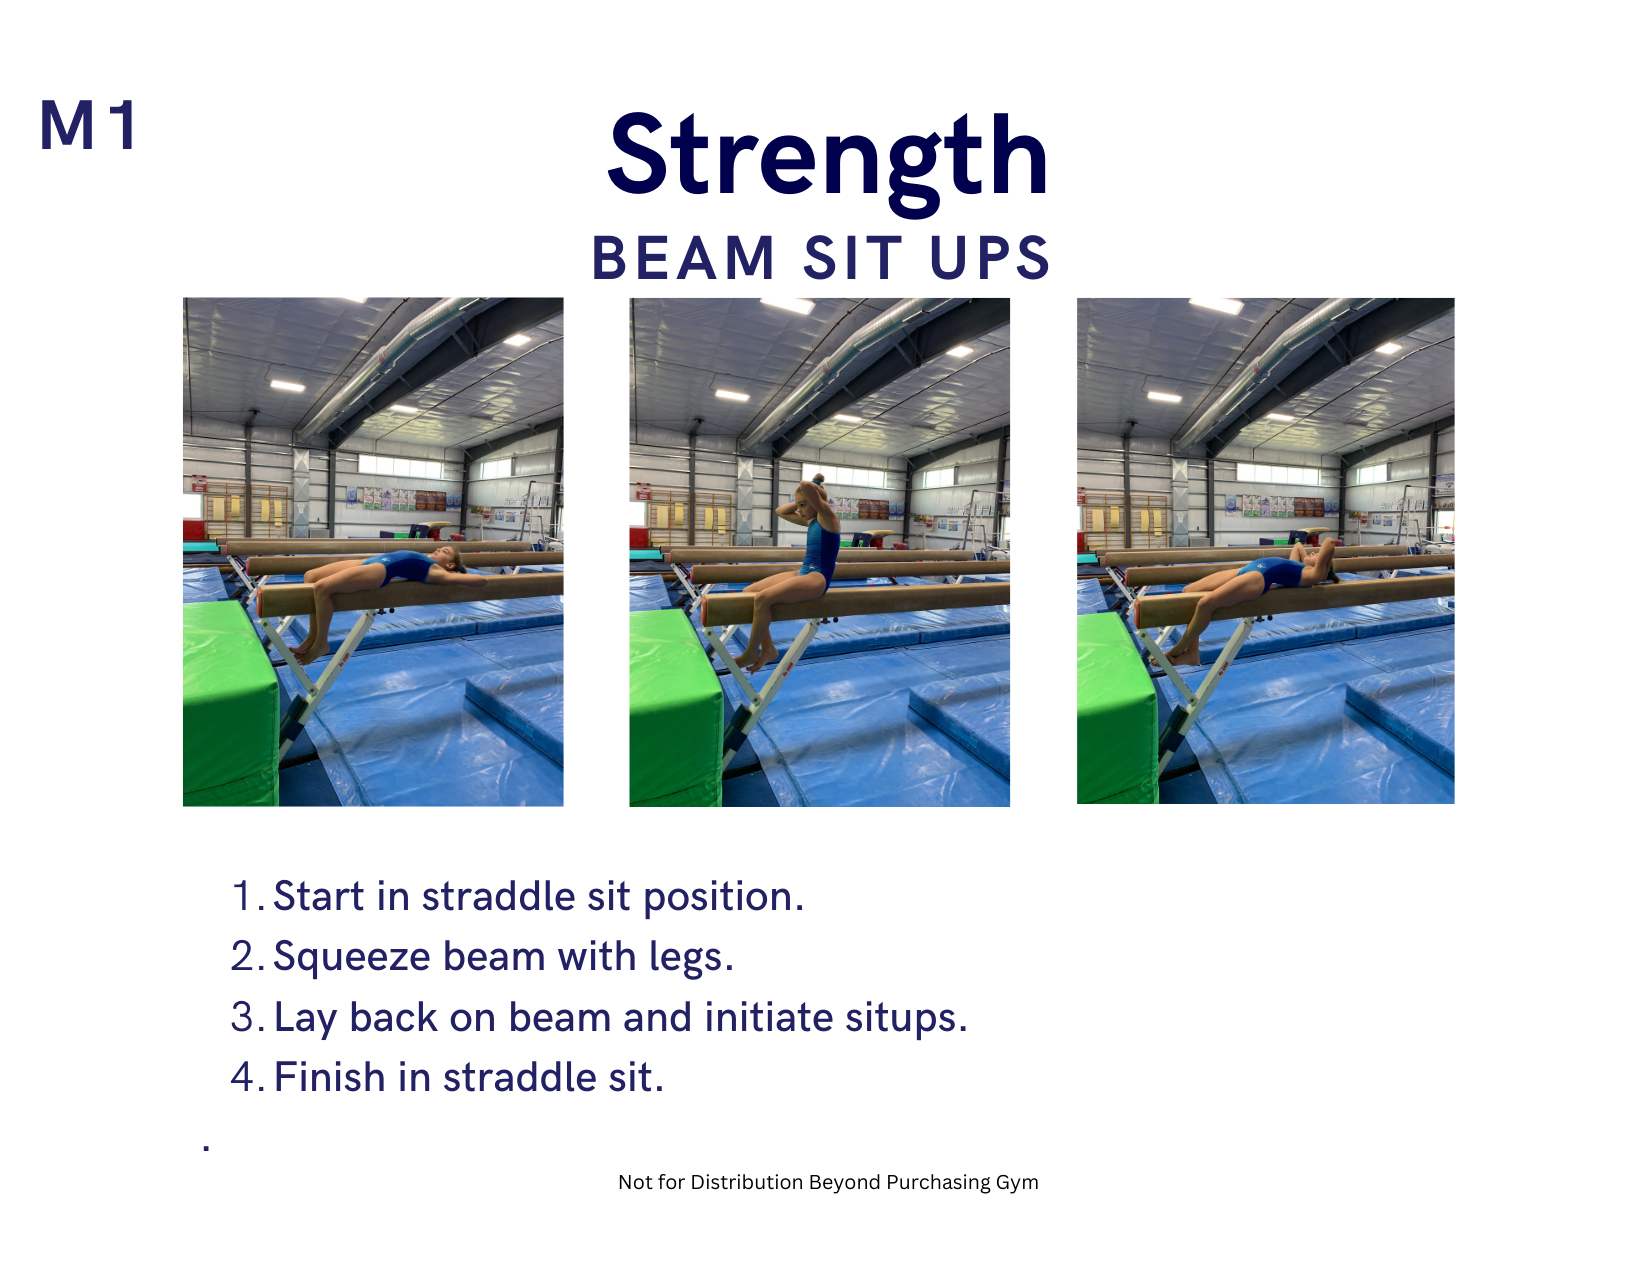 M1
Strength
BEAM SIT UPS
1. Start in straddle sit position.
2. Squeeze beam with legs.
3. Lay back on beam and initiate situps.
4. Finish in straddle sit.
.
Not for Distribution Beyond Purchasing Gym